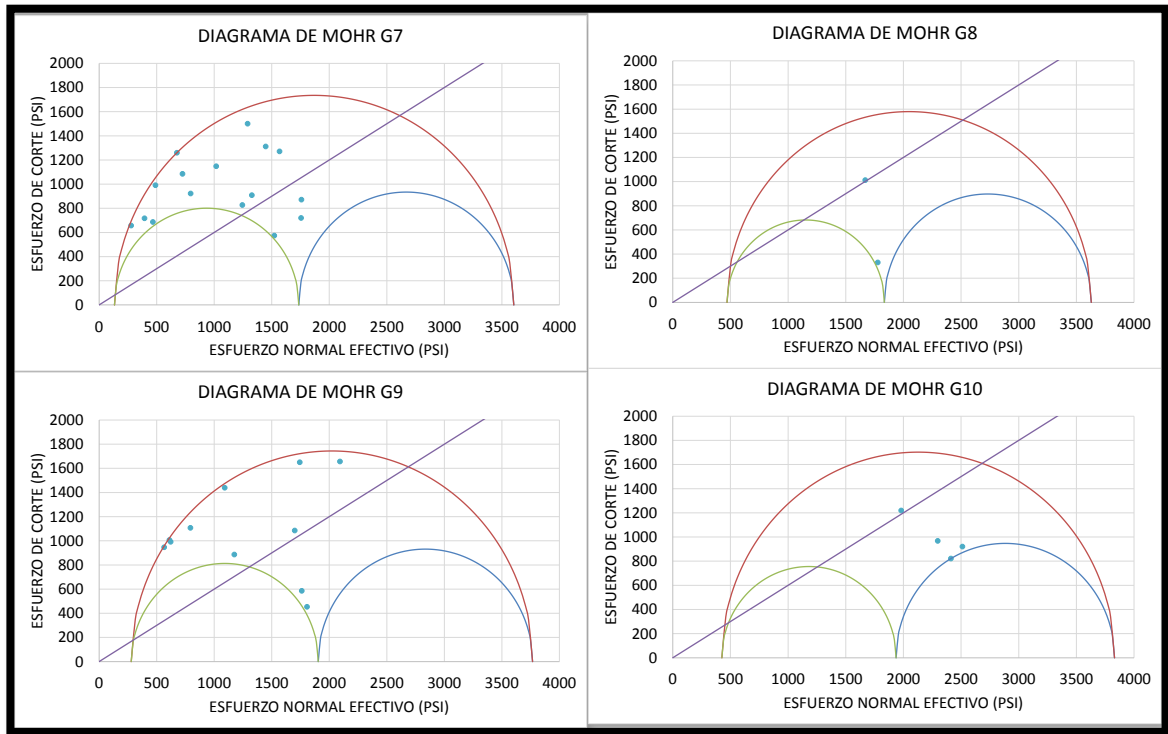 DIAGRAMA DE MOHR G7
ESFUERZO DE CORTE (PSI)
2000
1800
1600
1400
1200
1000
800
600
400
200
0
0 500 1000 1500 2000 2500 3000 3500 4000
ESFUERZO NORMAL EFECTIVO (PSI)
DIAGRAMA DE MOHR G8
ESFUERZO DE CORTE (PSI)
2000
1800
1600
1400
1200
1000
800
600
400
200
0
0 500 1000 1500 2000 2500 3000 3500 4000
ESFUERZO NORMAL EFECTIVO (PSI)
DIAGRAMA DE MOHR G9
ESFUERZO DE CORTE (PSI)
2000
1800
1600
1400
1200
1000
800
600
400
200
0
0 500 1000 1500 2000 2500 3000 3500 4000
ESFUERZO NORMAL EFECTIVO (PSI)
DIAGRAMA DE MOHR G10
ESFUERZO DE CORTE (PSI)
2000
1800
1600
1400
1200
1000
800
600
400
200
0
0 500 1000 1500 2000 2500 3000 3500 4000
ESFUERZO NORMAL EFECTIVO (PSI)